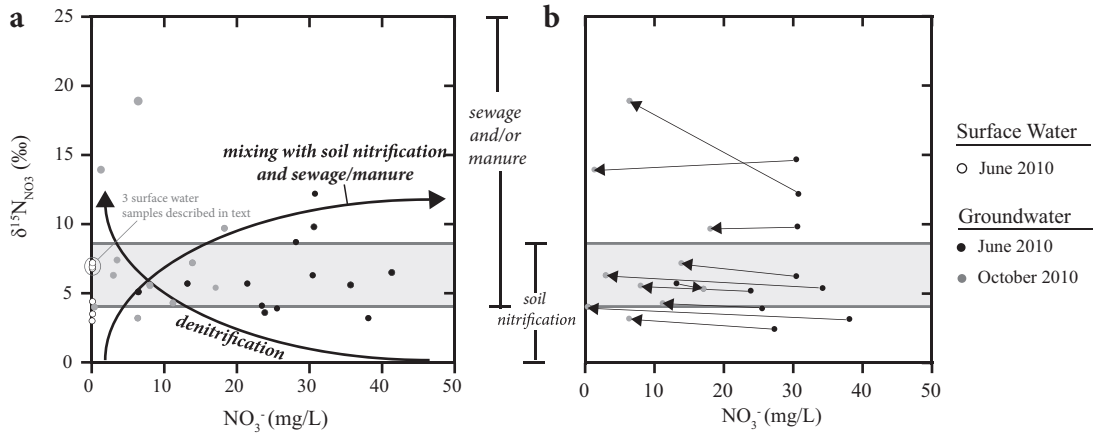 a
25
20
15
10
5
0
δ¹⁵N_NO3 (‰)
0
10
20
30
40
50
NO₃⁻ (mg/L)
mixing with soil nitrification
and sewage/manure
3 surface water
samples described in text
denitrification
sewage
and/or
manure
soil
nitrification
b
0
10
20
30
40
50
NO₃⁻ (mg/L)
Surface Water
June 2010
Groundwater
June 2010
October 2010